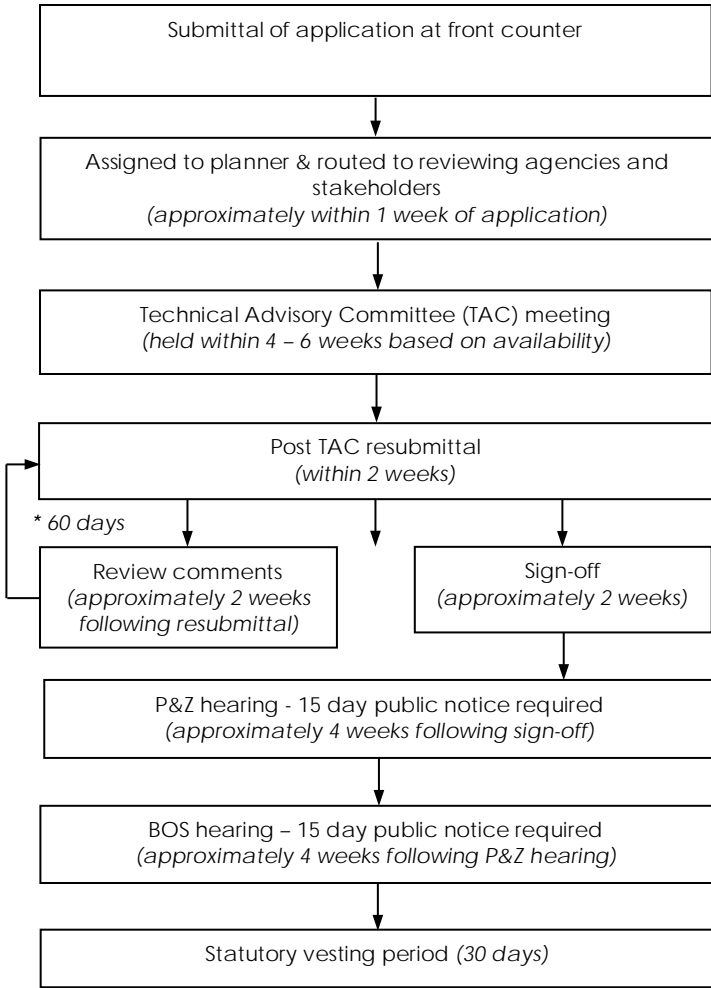 Submittal of application at front counter
Assigned to planner & routed to reviewing agencies and
stakeholders
(approximately within 1 week of application)
Technical Advisory Committee (TAC) meeting
(held within 4 – 6 weeks based on availability)
Post TAC resubmittal
(within 2 weeks)
* 60 days
Review comments
(approximately 2 weeks
following resubmittal)
Sign-off
(approximately 2 weeks)
P&Z hearing - 15 day public notice required
(approximately 4 weeks following sign-off)
BOS hearing – 15 day public notice required
(approximately 4 weeks following P&Z hearing)
Statutory vesting period (30 days)